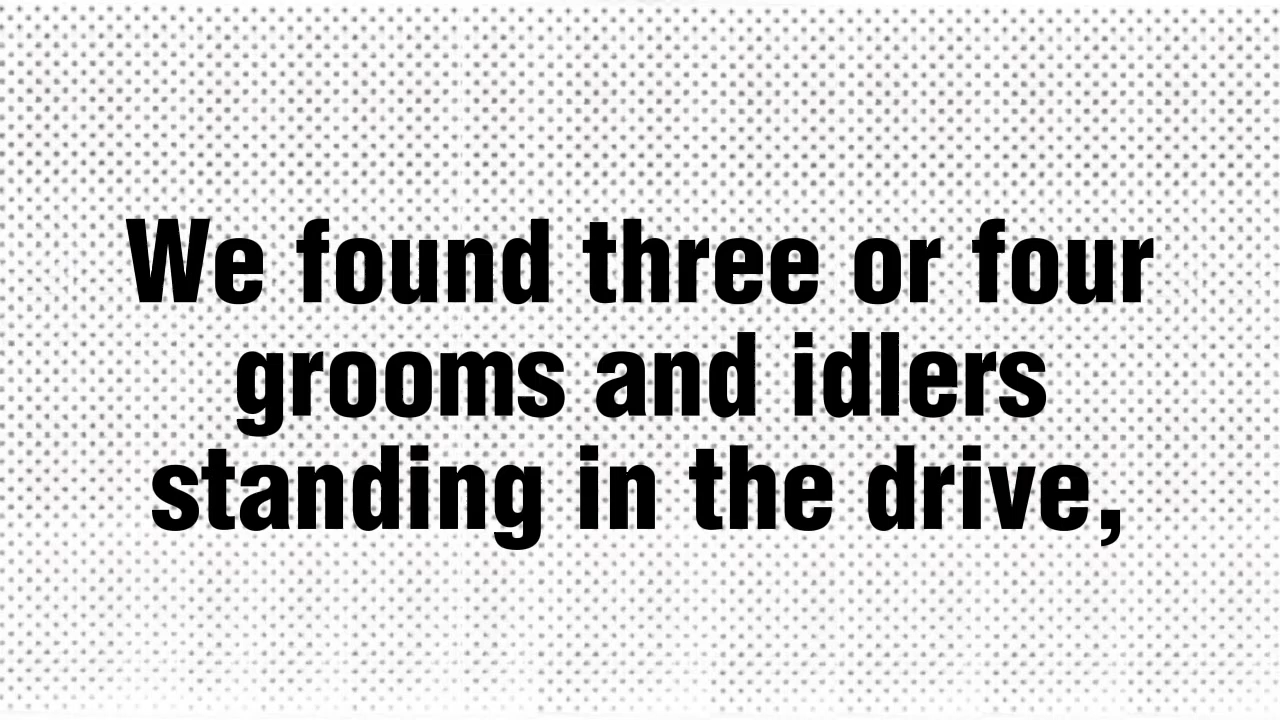 We found three or four
grooms and idlers
standing in the drive,